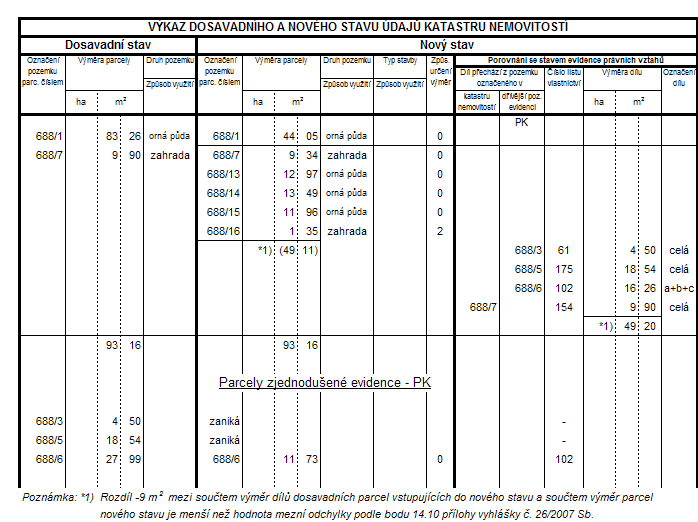 VÝKAZ DOSAVADNÍHO A NOVÉHO STAVU ÚDAJŮ KATASTRU NEMOVITOSTÍ
Dosavadní stav Nový stav
Označení pozemku parc. číslem Výměra parcely Druh pozemku Označení pozemku parc. číslem Výměra parcely Druh pozemku Typ stavby Způs. určení výměr Porovnání se stavem evidence právních vztahů
Způsob využití Způsob využití Způsob využití Díl přechází z pozemku označeného v Číslo listu vlastnictví Výměra dílu Označení dílu
ha m² ha m² katastru nemovitostí dřívější poz. evidenci ha m²
PK
688/1 83 26 orná půda 688/1 44 05 orná půda 0
688/7 9 90 zahrada 688/7 9 34 zahrada 0
688/13 12 97 orná půda 0
688/14 13 49 orná půda 0
688/15 11 96 orná půda 0
688/16 1 35 zahrada 2
*1) (49 11) 688/3 61 4 50 celá
688/5 175 18 54 celá
688/6 102 16 26 a+b+c
688/7 154 9 90 celá
*1) 49 20
93 16 93 16
Parcely zjednodušené evidence - PK
688/3 4 50 zaniká -
688/5 18 54 zaniká -
688/6 27 99 688/6 11 73 0 102
Poznámka: *1) Rozdíl -9 m² mezi součtem výměr dílů dosavadních parcel vstupujících do nového stavu a součtem výměr parcel
nového stavu je menší než hodnota mezní odchylky podle bodu 14.10 přílohy vyhlášky č. 26/2007 Sb.